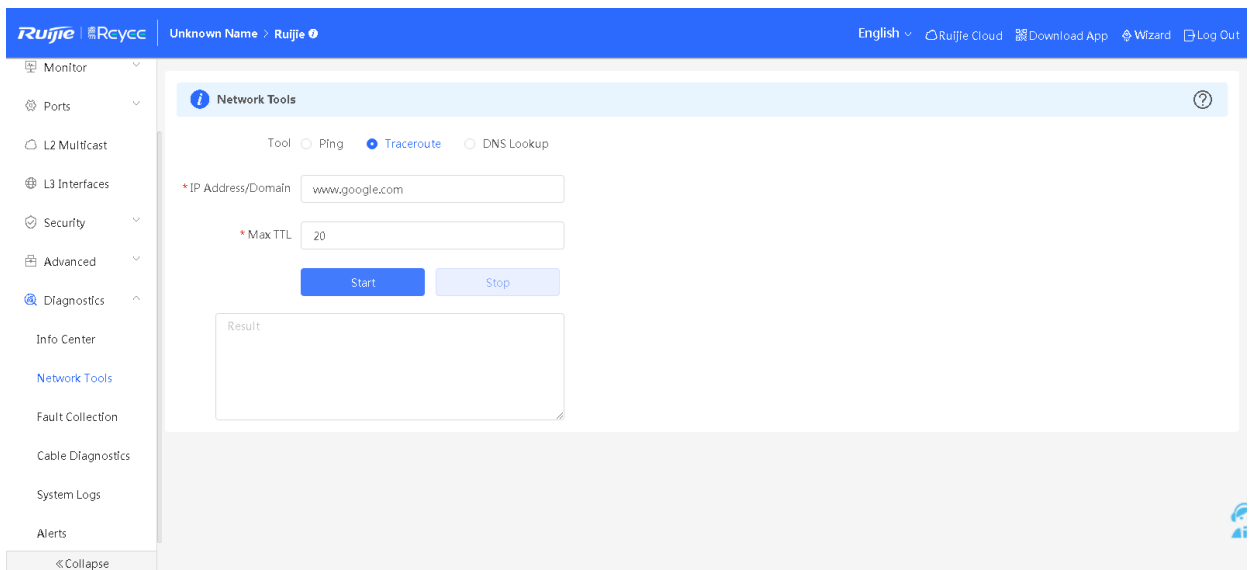 Ruijie | Rcycc Unknown Name > Ruijie English Ruijie Cloud Download App Wizard Log Out
Monitor
Ports
L2 Multicast
L3 Interfaces
Security
Advanced
Diagnostics
Info Center
Network Tools
Fault Collection
Cable Diagnostics
System Logs
Alerts
«Collapse
Network Tools
Tool Ping Traceroute DNS Lookup
* IP Address/Domain www.google.com
* Max TTL 20
Start Stop
Result